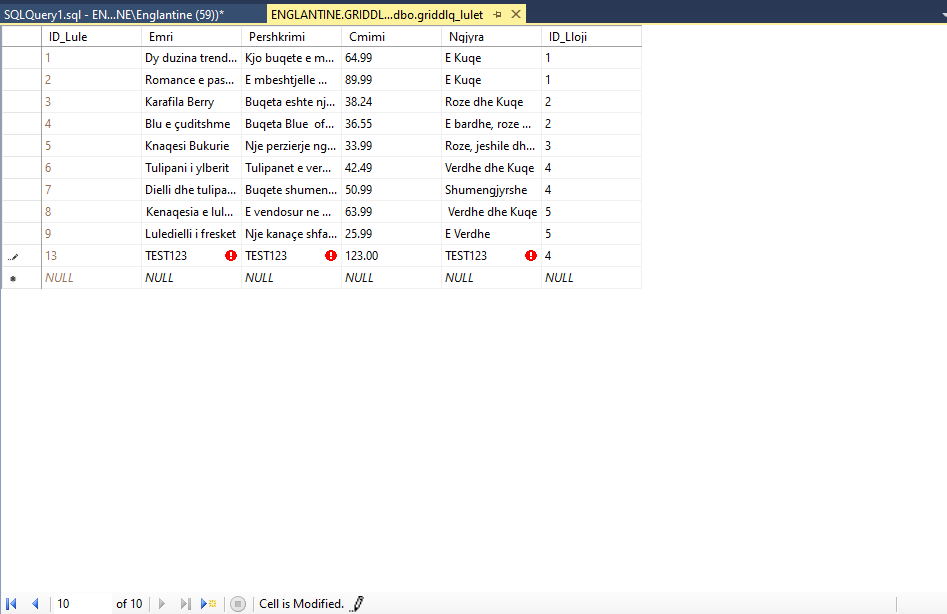 SQLQuery1.sql - EN...NE\Englantine (59))*   ENGLANTINE.GRIDDL...dbo.griddlq_lulet
ID_Lule   Emri   Pershkrimi   Cmimi   Ngjyra   ID_Lloji
1   Dy duzina trend...   Kjo buqete e m...   64.99   E Kuqe   1
2   Romance e pas...   E mbeshtjelle ...   89.99   E Kuqe   1
3   Karafila Berry   Buqeta eshte nj...   38.24   Roze dhe Kuqe   2
4   Blu e çuditshme   Buqeta Blue  of...   36.55   E bardhe, roze ...   2
5   Knaqesi Bukurie   Nje perzierje ng...   33.99   Roze, jeshile dh...   3
6   Tulipani i ylberit   Tulipanet e ver...   42.49   Verdhe dhe Kuqe   4
7   Dielli dhe tulipa...   Buqete shumen...   50.99   Shumengjyrshe   4
8   Kenaqesia e lul...   E vendosur ne ...   63.99   Verdhe dhe Kuqe   5
9   Luledielli i fresket   Nje kanaçe shfa...   25.99   E Verdhe   5
13   TEST123   TEST123   123.00   TEST123   4
NULL   NULL   NULL   NULL   NULL   NULL
10   of 10   Cell is Modified.